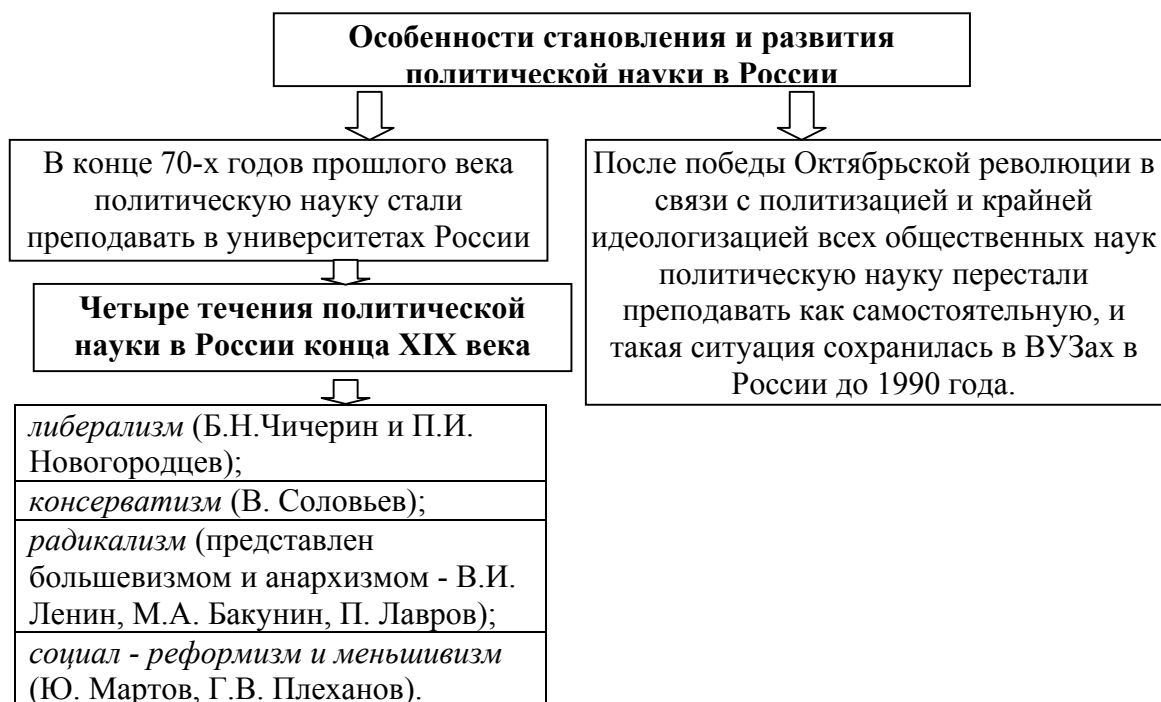 Особенности становления и развития
политической науки в России
В конце 70-х годов прошлого века
политическую науку стали
преподавать в университетах России
Четыре течения политической
науки в России конца XIX века
либерализм (Б.Н.Чичерин и П.И.
Новогородцев);
консерватизм (В. Соловьев);
радикализм (представлен
большевизмом и анархизмом - В.И.
Ленин, М.А. Бакунин, П. Лавров);
социал - реформизм и меньшивизм
(Ю. Мартов, Г.В. Плеханов).
После победы Октябрьской революции в
связи с политизацией и крайней
идеологизацией всех общественных наук
политическую науку перестали
преподавать как самостоятельную, и
такая ситуация сохранилась в ВУЗах в
России до 1990 года.